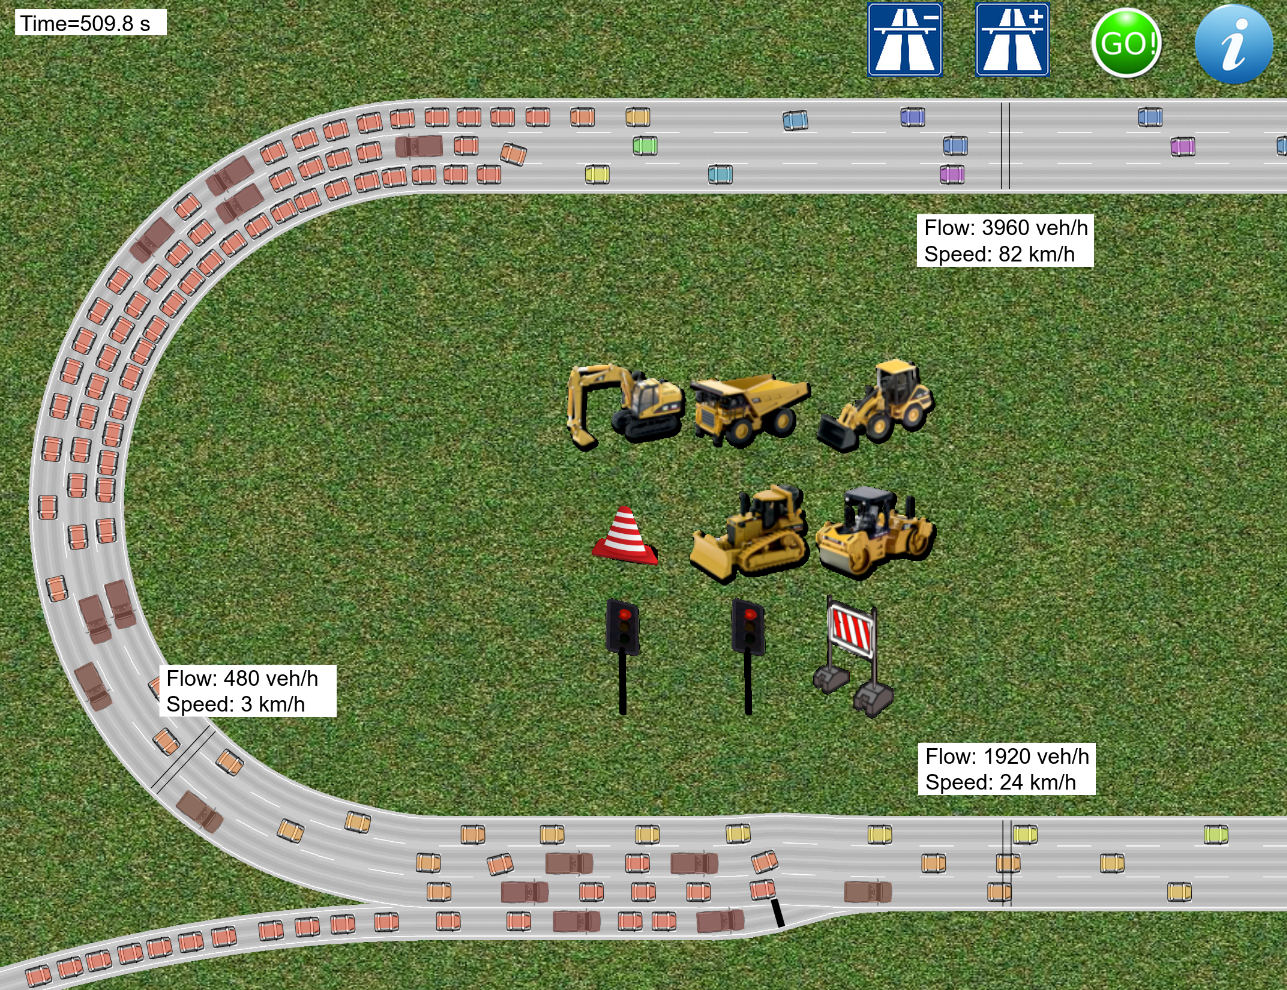 Time=509.8 s
GO!
i
Flow: 3960 veh/h
Speed: 82 km/h
Flow: 480 veh/h
Speed: 3 km/h
Flow: 1920 veh/h
Speed: 24 km/h